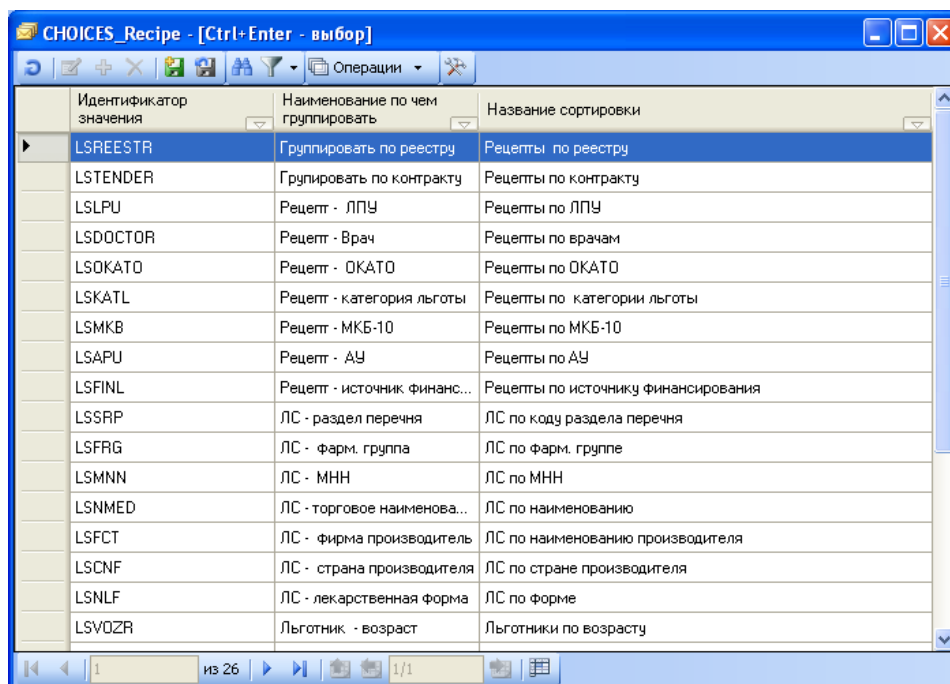 CHOICES_Recipe - [Ctrl+Enter - выбор]
Операции
Идентификатор значения Наименование по чем группировать Название сортировки
LSREESTR Группировать по реестру Рецепты по реестру
LSTENDER Групировать по контракту Рецепты по контракту
LSLPU Рецепт - ЛПУ Рецепты по ЛПУ
LSDOCTOR Рецепт - Врач Рецепты по врачам
LSOKATO Рецепт - ОКАТО Рецепты по ОКАТО
LSKATL Рецепт - категория льготы Рецепты по категории льготы
LSMKB Рецепт - МКБ-10 Рецепты по МКБ-10
LSAPU Рецепт - АУ Рецепты по АУ
LSFINL Рецепт - источник финанс... Рецепты по источнику финансирования
LSSRP ЛС - раздел перечня ЛС по коду раздела перечня
LSFRG ЛС - фарм. группа ЛС по фарм. группе
LSMNN ЛС - МНН ЛС по МНН
LSNMED ЛС - торговое наименова... ЛС по наименованию
LSFCT ЛС - фирма производитель ЛС по наименованию производителя
LSCNF ЛС - страна производителя ЛС по стране производителя
LSNLF ЛС - лекарственная форма ЛС по форме
LSVOZR Льготник - возраст Льготники по возрасту
1 из 26 1/1